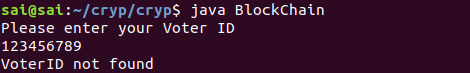 sai@sai:~/cryp/cryp$ java BlockChain
Please enter your Voter ID
123456789
VoterID not found